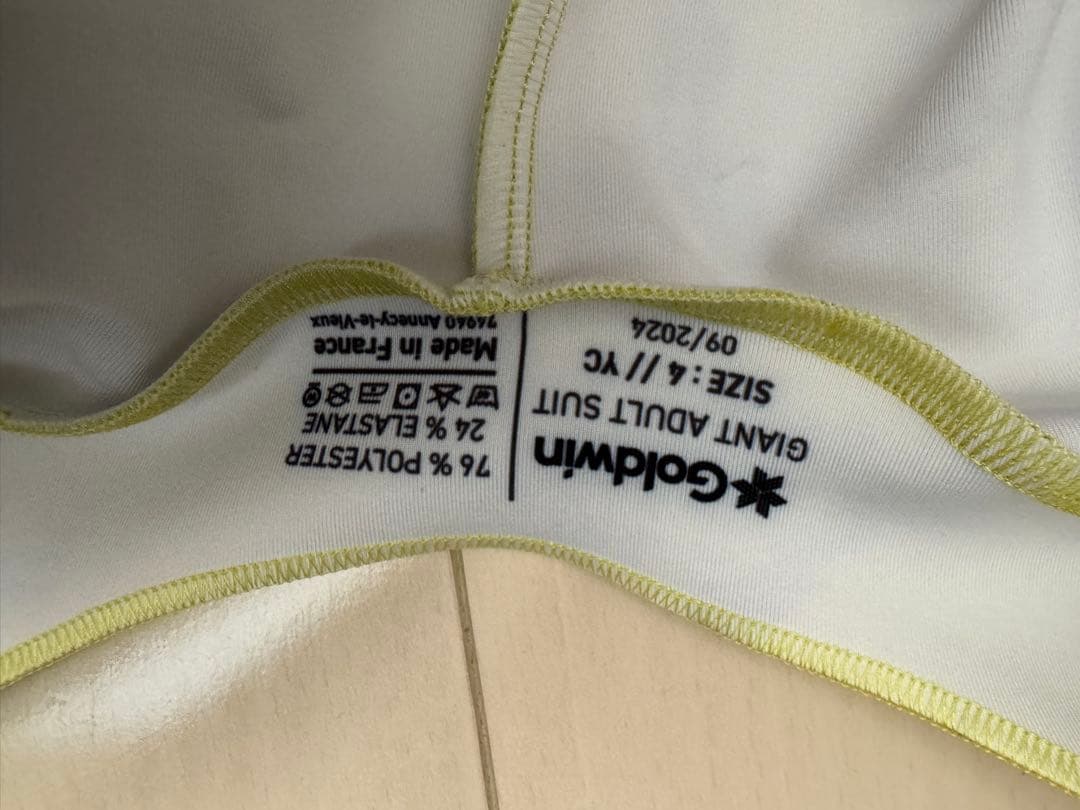 Goldwin
GIANT ADULT SUIT
SIZE : 4 // YC
09/2024
76 % POLYESTER
24 % ELASTANE
Made in France
74940 Annecy-le-Vieux